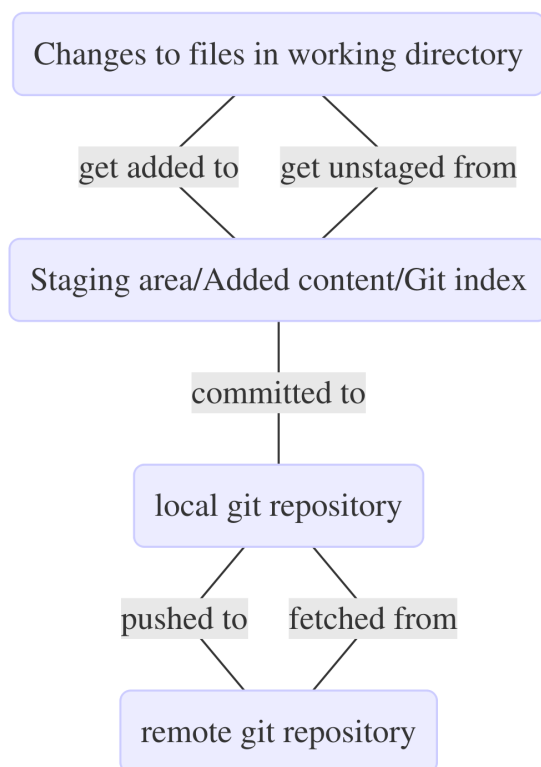 Changes to files in working directory
get added to
get unstaged from
Staging area/Added content/Git index
committed to
local git repository
pushed to
fetched from
remote git repository